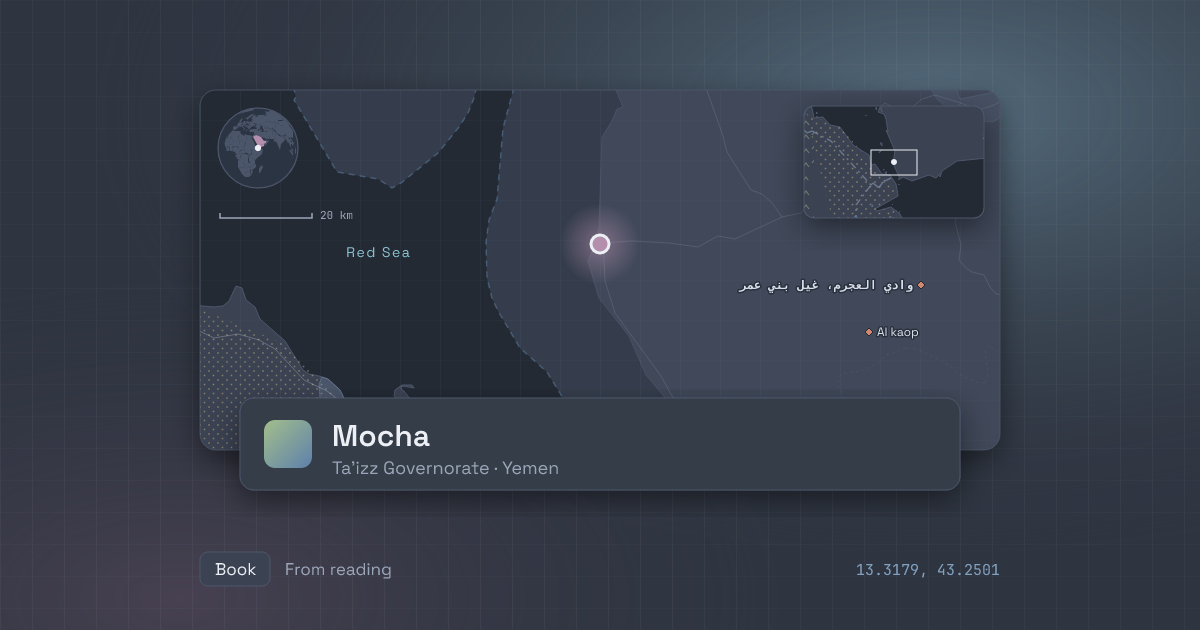 20 km
Red Sea
وادي العجرم، غيل بني عمر
Al kaop
Mocha
Ta’izz Governorate · Yemen
Book
From reading
13.3179, 43.2501